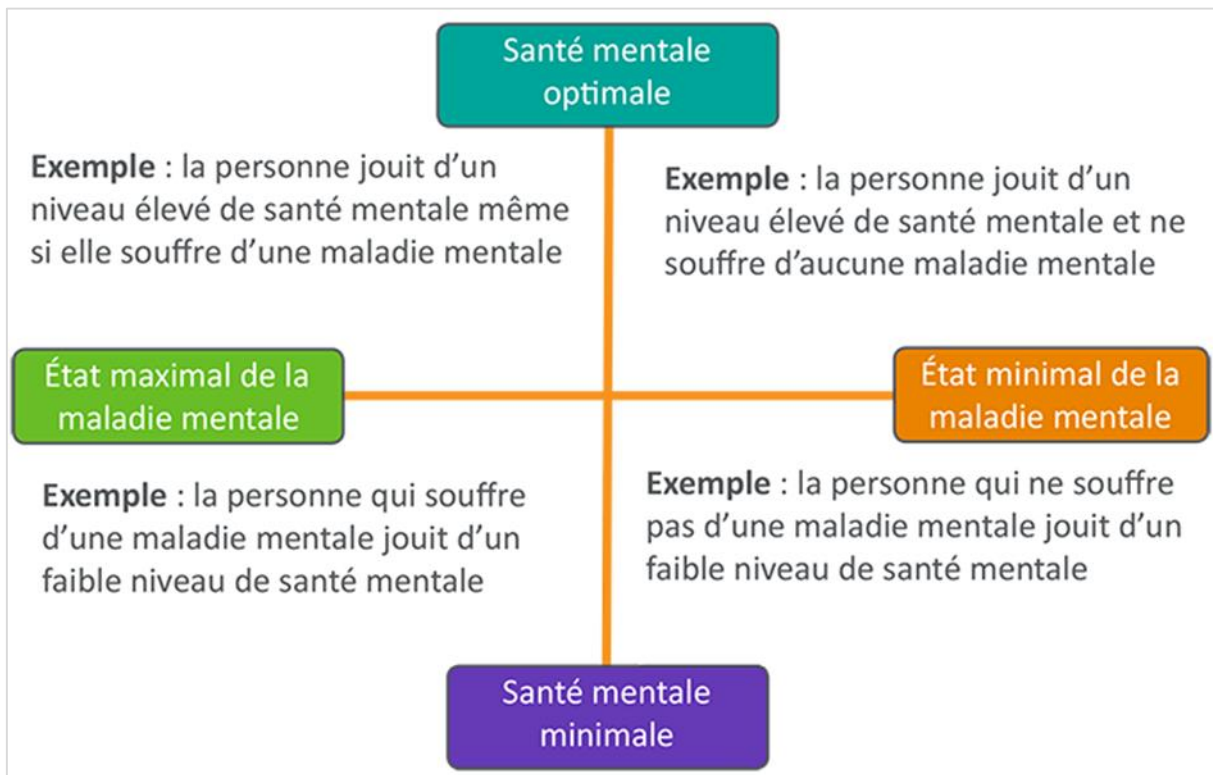 Santé mentale
optimale
Exemple : la personne jouit d’un
niveau élevé de santé mentale même
si elle souffre d’une maladie mentale
Exemple : la personne jouit d’un
niveau élevé de santé mentale et ne
souffre d’aucune maladie mentale
État maximal de la
maladie mentale
État minimal de la
maladie mentale
Exemple : la personne qui souffre
d’une maladie mentale jouit d’un
faible niveau de santé mentale
Exemple : la personne qui ne souffre
pas d’une maladie mentale jouit d’un
faible niveau de santé mentale
Santé mentale
minimale